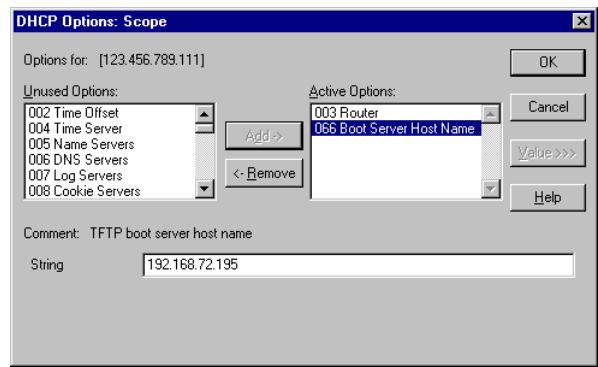 DHCP Options: Scope
Options for: [123.456.789.111]
OK
Unused Options:
Active Options:
002 Time Offset
004 Time Server
005 Name Servers
006 DNS Servers
007 Log Servers
008 Cookie Servers
Add ->
<- Remove
003 Router
066 Boot Server Host Name
Cancel
Value >>>
Help
Comment: TFTP boot server host name
String 192.168.72.195